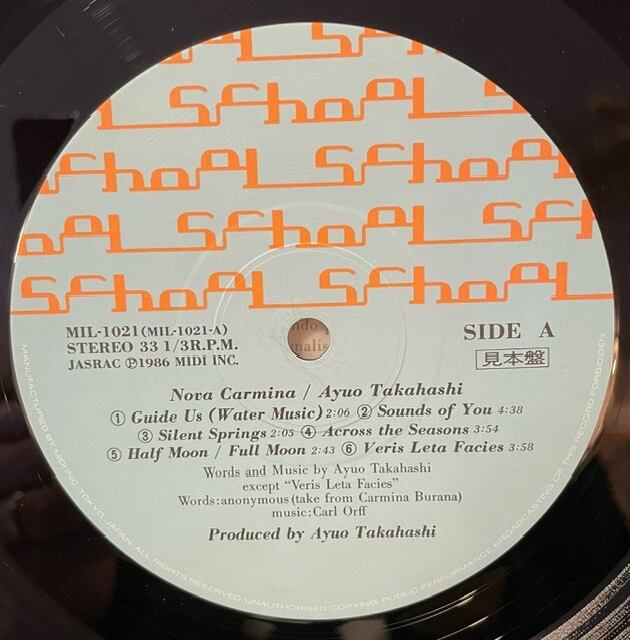 School School
School School
School School
School School School
School School School
MIL-1021(MIL-1021-A)
STEREO 33 1/3R.P.M.
JASRAC Ⓟ1986 MIDI INC.
SIDE A
見本盤
Nova Carmina / Ayuo Takahashi
① Guide Us (Water Music) 2:06 ② Sounds of You 4:38
③ Silent Springs 2:05 ④ Across the Seasons 3:54
⑤ Half Moon / Full Moon 2:43 ⑥ Veris Leta Facies 3:58
Words and Music by Ayuo Takahashi
except "Veris Leta Facies"
Words:anonymous(take from Carmina Burana)
music:Carl Orff
Produced by Ayuo Takahashi
MANUFACTURED BY MIDI INC. TOKYO, JAPAN ALL RIGHTS RESERVED UNAUTHORISED COPYING, PUBLIC PERFORMANCE BROADCASTING OF THIS RECORD FORBIDDEN